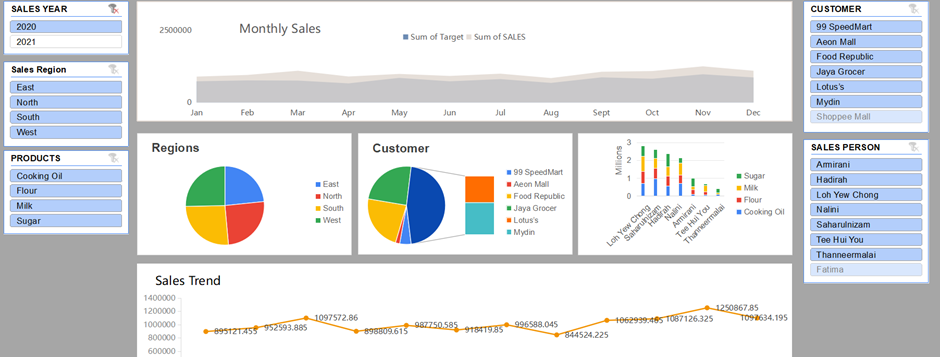 SALES YEAR
2020
2021
Sales Region
East
North
South
West
PRODUCTS
Cooking Oil
Flour
Milk
Sugar
Monthly Sales
2500000
Sum of Target Sum of SALES
0
Jan Feb Mar Apr May Jun Jul Aug Sept Oct Nov Dec
Regions
East
North
South
West
Customer
99 SpeedMart
Aeon Mall
Food Republic
Jaya Grocer
Lotus's
Mydin
Millions
3
2
1
0
Loh Yew Chong
Saharulnizam
Hadirah
Nalini
Armirani
Tee Hui You
Thanneermalai
Sugar
Milk
Flour
Cooking Oil
Sales Trend
1400000
1200000
1000000
800000
600000
895121.455 952593.885 1097572.86 898809.615 987750.585 918419.85 996588.045 844524.225 1062939.465 1087126.325 1250867.85 1097634.195
CUSTOMER
99 SpeedMart
Aeon Mall
Food Republic
Jaya Grocer
Lotus's
Mydin
Shoppee Mall
SALES PERSON
Amirani
Hadirah
Loh Yew Chong
Nalini
Saharulnizam
Tee Hui You
Thanneermalai
Fatima